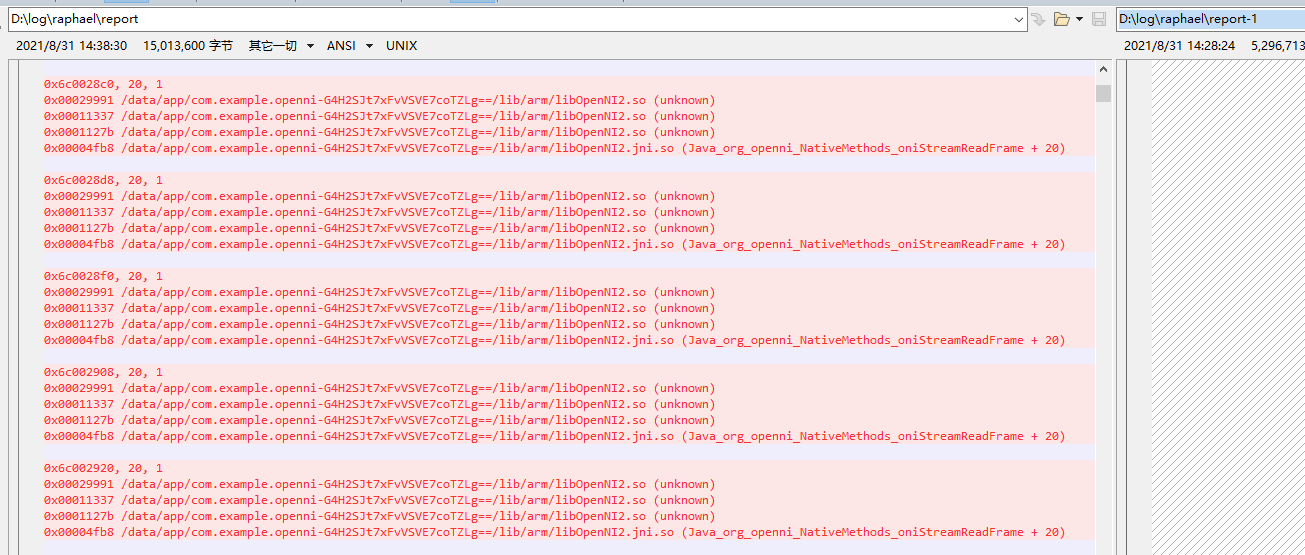 D:\log\raphael\report
D:\log\raphael\report-1
2021/8/31 14:38:30 15,013,600 字节 其它一切 ANSI UNIX
2021/8/31 14:28:24 5,296,713
0x6c0028c0, 20, 1
0x00029991 /data/app/com.example.openni-G4H2SJt7xFvVSVE7coTZLg==/lib/arm/libOpenNI2.so (unknown)
0x00011337 /data/app/com.example.openni-G4H2SJt7xFvVSVE7coTZLg==/lib/arm/libOpenNI2.so (unknown)
0x0001127b /data/app/com.example.openni-G4H2SJt7xFvVSVE7coTZLg==/lib/arm/libOpenNI2.so (unknown)
0x00004fb8 /data/app/com.example.openni-G4H2SJt7xFvVSVE7coTZLg==/lib/arm/libOpenNI2.jni.so (Java_org_openni_NativeMethods_oniStreamReadFrame + 20)
0x6c0028d8, 20, 1
0x00029991 /data/app/com.example.openni-G4H2SJt7xFvVSVE7coTZLg==/lib/arm/libOpenNI2.so (unknown)
0x00011337 /data/app/com.example.openni-G4H2SJt7xFvVSVE7coTZLg==/lib/arm/libOpenNI2.so (unknown)
0x0001127b /data/app/com.example.openni-G4H2SJt7xFvVSVE7coTZLg==/lib/arm/libOpenNI2.so (unknown)
0x00004fb8 /data/app/com.example.openni-G4H2SJt7xFvVSVE7coTZLg==/lib/arm/libOpenNI2.jni.so (Java_org_openni_NativeMethods_oniStreamReadFrame + 20)
0x6c0028f0, 20, 1
0x00029991 /data/app/com.example.openni-G4H2SJt7xFvVSVE7coTZLg==/lib/arm/libOpenNI2.so (unknown)
0x00011337 /data/app/com.example.openni-G4H2SJt7xFvVSVE7coTZLg==/lib/arm/libOpenNI2.so (unknown)
0x0001127b /data/app/com.example.openni-G4H2SJt7xFvVSVE7coTZLg==/lib/arm/libOpenNI2.so (unknown)
0x00004fb8 /data/app/com.example.openni-G4H2SJt7xFvVSVE7coTZLg==/lib/arm/libOpenNI2.jni.so (Java_org_openni_NativeMethods_oniStreamReadFrame + 20)
0x6c002908, 20, 1
0x00029991 /data/app/com.example.openni-G4H2SJt7xFvVSVE7coTZLg==/lib/arm/libOpenNI2.so (unknown)
0x00011337 /data/app/com.example.openni-G4H2SJt7xFvVSVE7coTZLg==/lib/arm/libOpenNI2.so (unknown)
0x0001127b /data/app/com.example.openni-G4H2SJt7xFvVSVE7coTZLg==/lib/arm/libOpenNI2.so (unknown)
0x00004fb8 /data/app/com.example.openni-G4H2SJt7xFvVSVE7coTZLg==/lib/arm/libOpenNI2.jni.so (Java_org_openni_NativeMethods_oniStreamReadFrame + 20)
0x6c002920, 20, 1
0x00029991 /data/app/com.example.openni-G4H2SJt7xFvVSVE7coTZLg==/lib/arm/libOpenNI2.so (unknown)
0x00011337 /data/app/com.example.openni-G4H2SJt7xFvVSVE7coTZLg==/lib/arm/libOpenNI2.so (unknown)
0x0001127b /data/app/com.example.openni-G4H2SJt7xFvVSVE7coTZLg==/lib/arm/libOpenNI2.so (unknown)
0x00004fb8 /data/app/com.example.openni-G4H2SJt7xFvVSVE7coTZLg==/lib/arm/libOpenNI2.jni.so (Java_org_openni_NativeMethods_oniStreamReadFrame + 20)